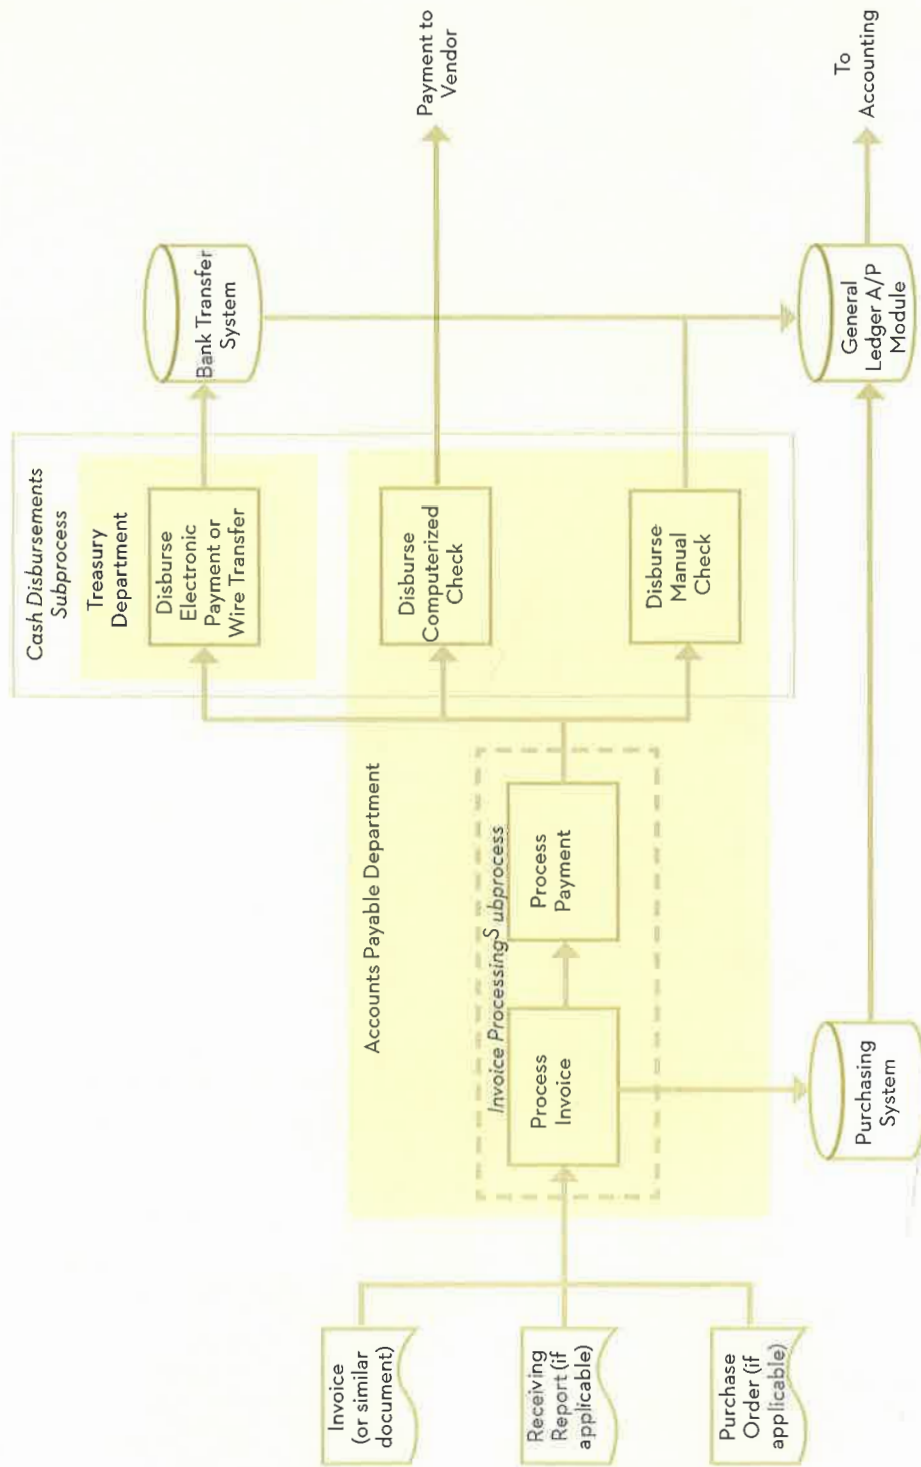 Invoice
(or similar
document)
Receiving
Report (if
applicable)
Purchase
Order (if
applicable)
Accounts Payable Department
Invoice Processing Subprocess
Process
Invoice
Process
Payment
Purchasing
System
Cash Disbursements
Subprocess
Treasury
Department
Disburse
Electronic
Payment or
Wire Transfer
Disburse
Computerized
Check
Disburse
Manual
Check
Bank Transfer
System
General
Ledger A/P
Module
Payment to
Vendor
To
Accounting